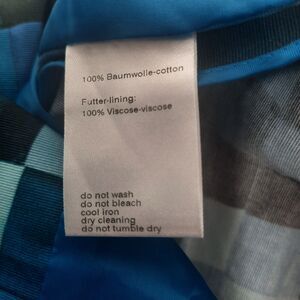 100% Baumwolle-cotton
Futter-lining:
100% Viscose-viscose
do not wash
do not bleach
cool iron
dry cleaning
do not tumble dry